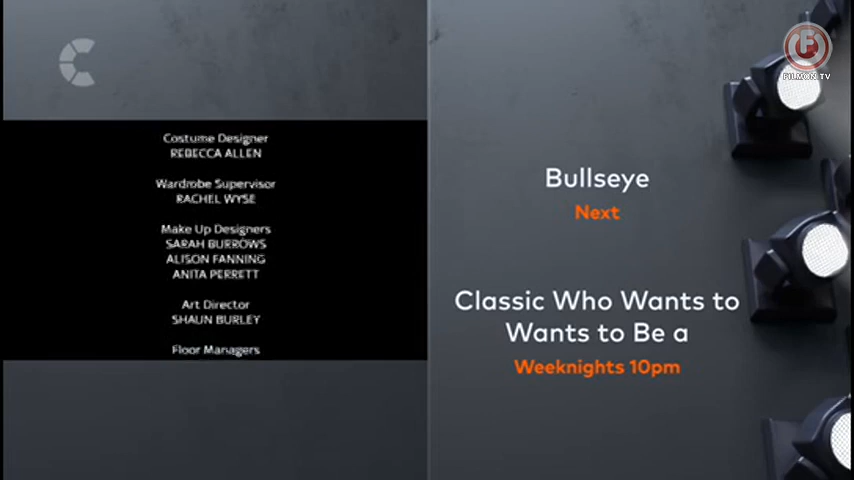 Costume Designer
REBECCA ALLEN
Wardrobe Supervisor
RACHEL WYSE
Make Up Designers
SARAH BURROWS
ALISON FANNING
ANITA PERRETT
Art Director
SHAUN BURLEY
Floor Managers
Bullseye
Next
Classic Who Wants to
Wants to Be a
Weeknights 10pm
F
FILMON TV